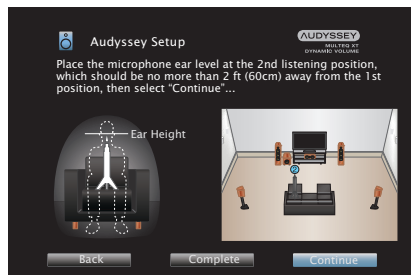 Audyssey Setup
AUDYSSEY
MULTEQ XT
DYNAMIC VOLUME
Place the microphone ear level at the 2nd listening position,
which should be no more than 2 ft (60cm) away from the 1st
position, then select “Continue”...
Ear Height
2
Back
Complete
Continue